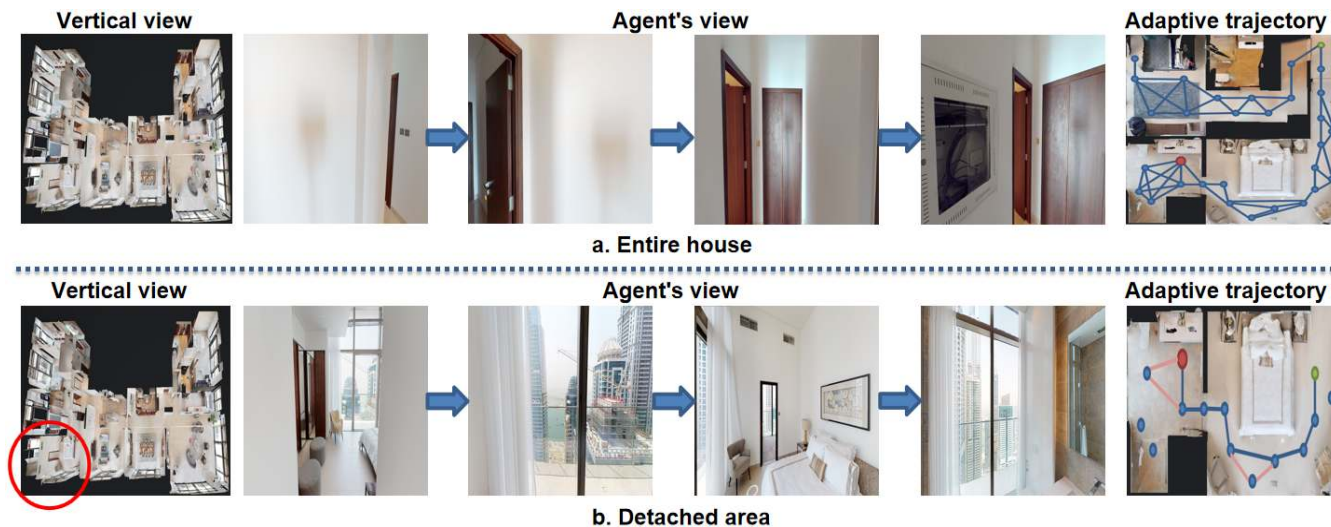 Vertical view
Agent's view
Adaptive trajectory
a. Entire house
Vertical view
Agent's view
Adaptive trajectory
b. Detached area